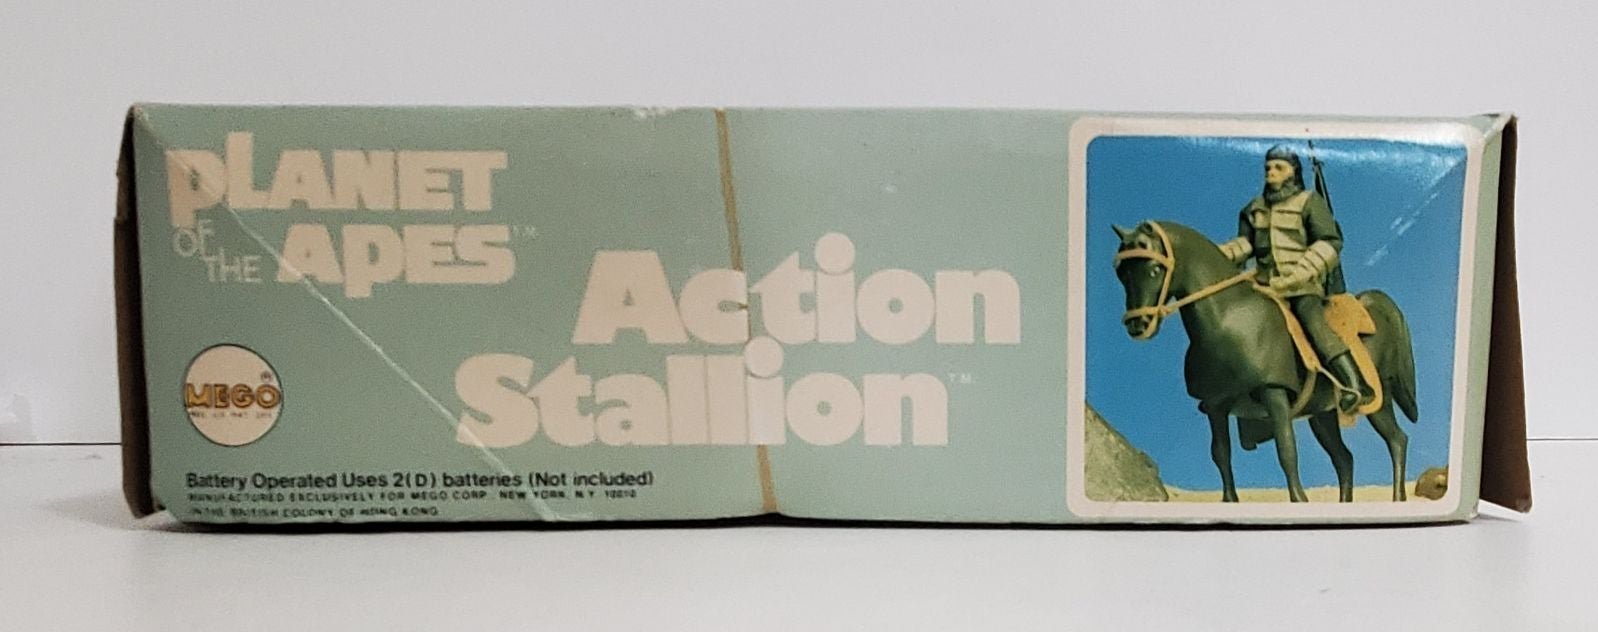 PLANET
OF THE APES™
Action
Stallion™
MEGO®
Battery Operated Uses 2(D) batteries (Not included)
MANUFACTURED EXCLUSIVELY FOR MEGO CORP. NEW YORK, N.Y. 10010
IN THE BRITISH COLONY OF HONG KONG